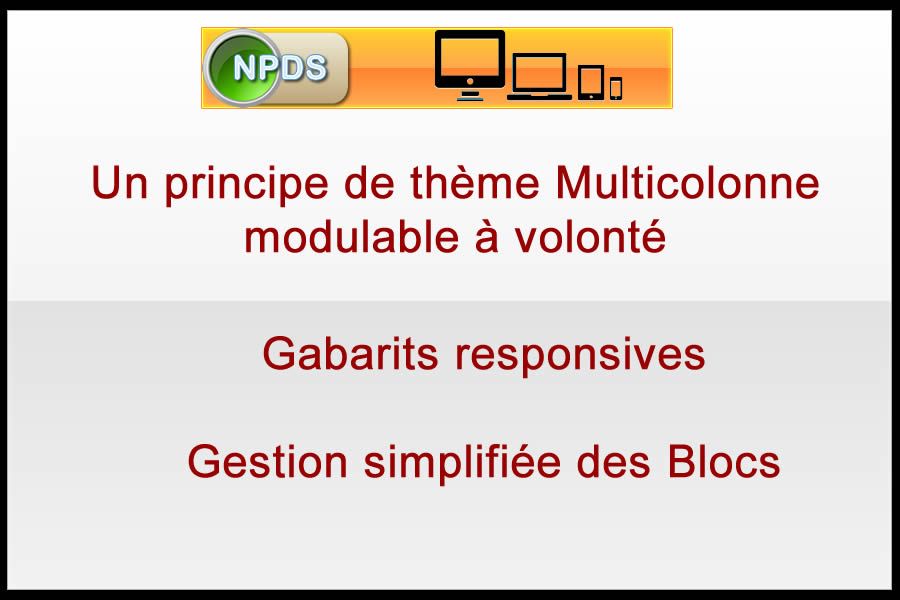 NPDS
Un principe de thème Multicolonne
modulable à volonté
Gabarits responsives
Gestion simplifiée des Blocs